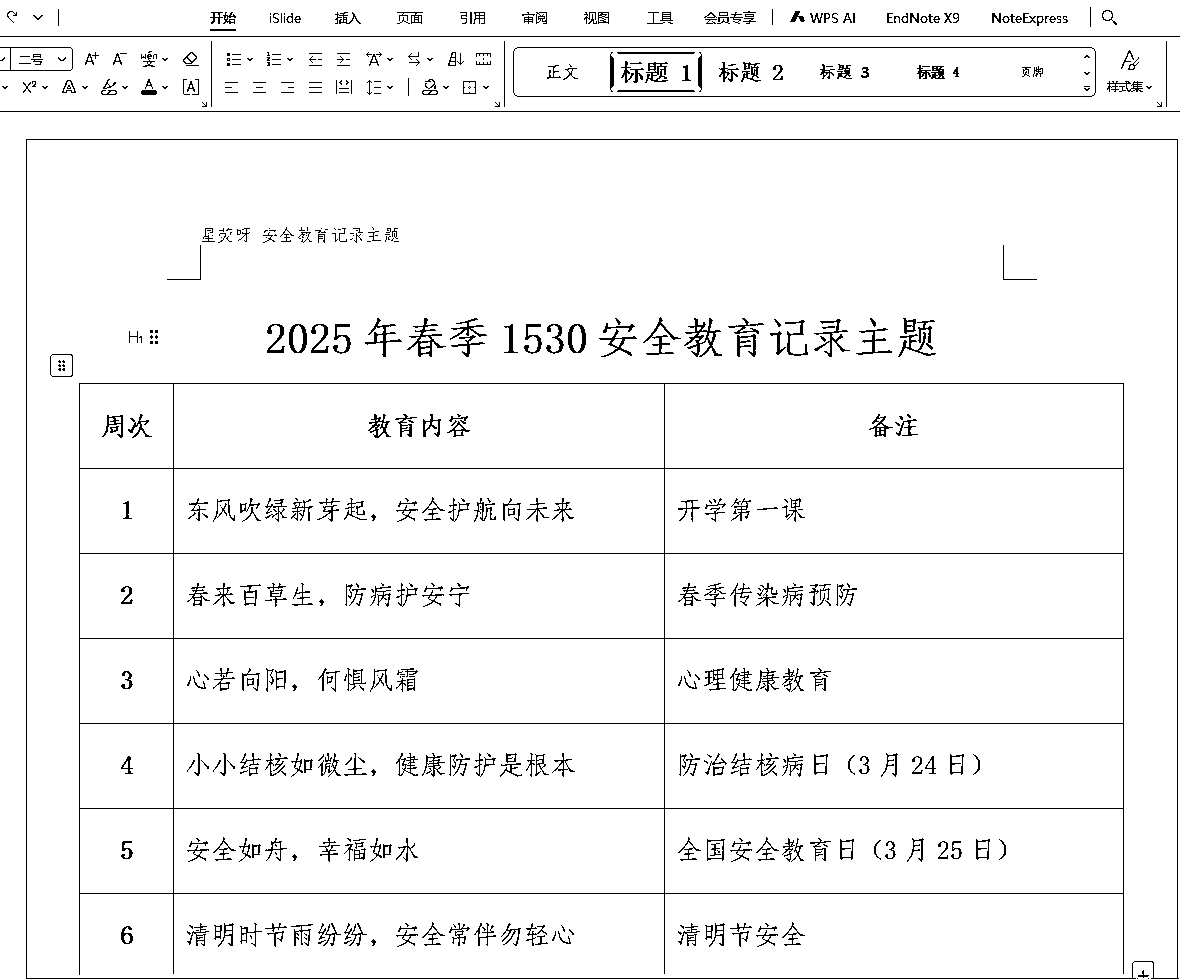 开始 iSlide 插入 页面 引用 审阅 视图 工具 会员专享 WPS AI EndNote X9 NoteExpress
二号 A⁺ A⁻ 正文 标题 1 标题 2 标题 3 标题 4 页脚
X² A A [A] 样式集
星荧呀 安全教育记录主题
H1
2025 年春季 1530 安全教育记录主题
周次 教育内容 备注
1 东风吹绿新芽起，安全护航向未来 开学第一课
2 春来百草生，防病护安宁 春季传染病预防
3 心若向阳，何惧风霜 心理健康教育
4 小小结核如微尘，健康防护是根本 防治结核病日（3 月 24 日）
5 安全如舟，幸福如水 全国安全教育日（3 月 25 日）
6 清明时节雨纷纷，安全常伴勿轻心 清明节安全